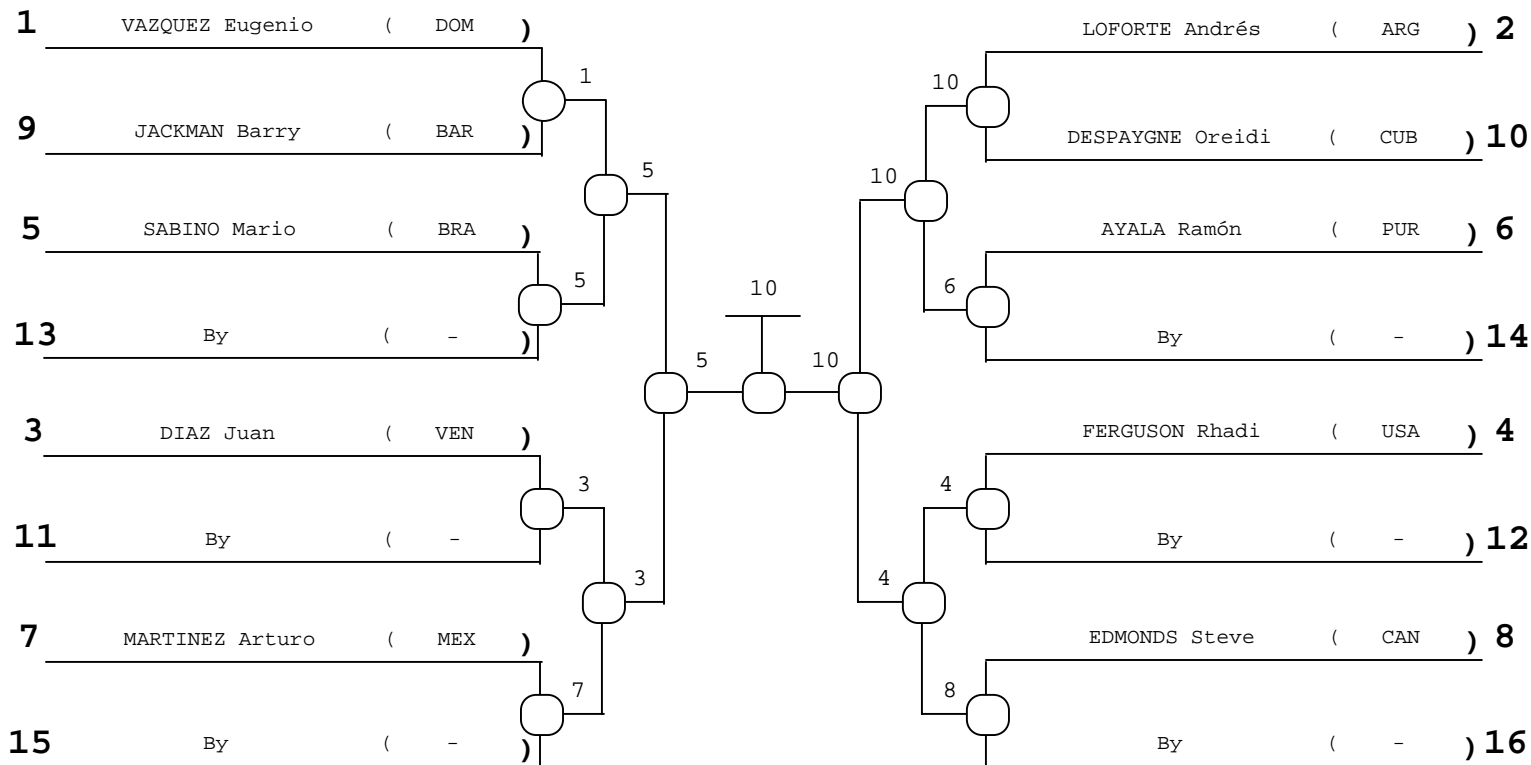 1 VAZQUEZ Eugenio ( DOM )
LOFORTE Andrés ( ARG ) 2
1
10
9 JACKMAN Barry ( BAR )
DESPAYGNE Oreidi ( CUB ) 10
5
10
5 SABINO Mario ( BRA )
AYALA Ramón ( PUR ) 6
5
10
6
13 By ( - )
By ( - ) 14
5
10
3 DIAZ Juan ( VEN )
FERGUSON Rhadi ( USA ) 4
3
4
11 By ( -
By ( - ) 12
3
4
7 MARTINEZ Arturo ( MEX )
EDMONDS Steve ( CAN ) 8
7
8
15 By ( - )
By ( - ) 16